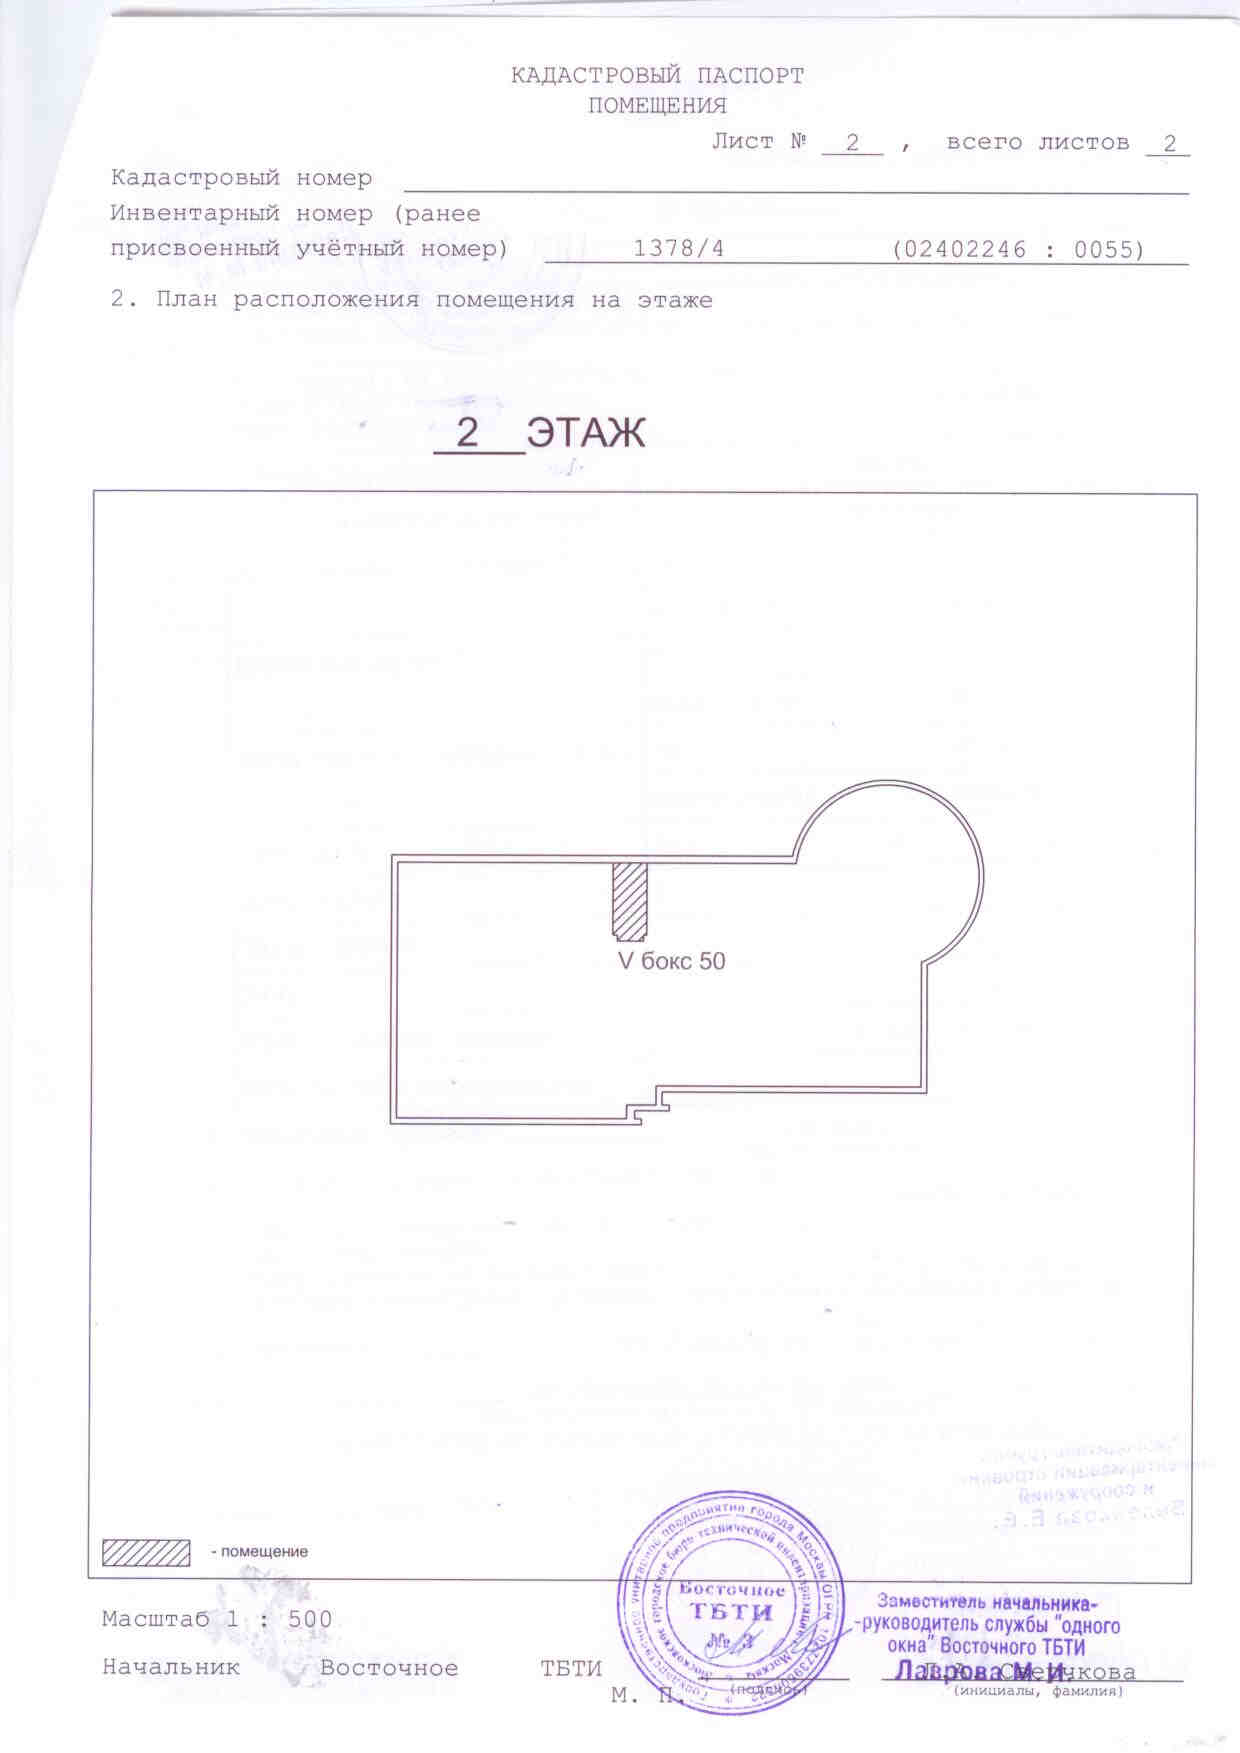 КАДАСТРОВЫЙ ПАСПОРТ
ПОМЕЩЕНИЯ
Лист № 2 , всего листов 2
Кадастровый номер
Инвентарный номер (ранее
присвоенный учётный номер) 1378/4 (02402246 : 0055)
2. План расположения помещения на этаже
2 ЭТАЖ
V бокс 50
- помещение
Масштаб 1 : 500
Восточное
ТБТИ
№ 3
Заместитель начальника-
-руководитель службы "одного
окна" Восточного ТБТИ
Лаврова М. И.
Начальник Восточное ТБТИ
(подпись)
(инициалы, фамилия)
М. П.